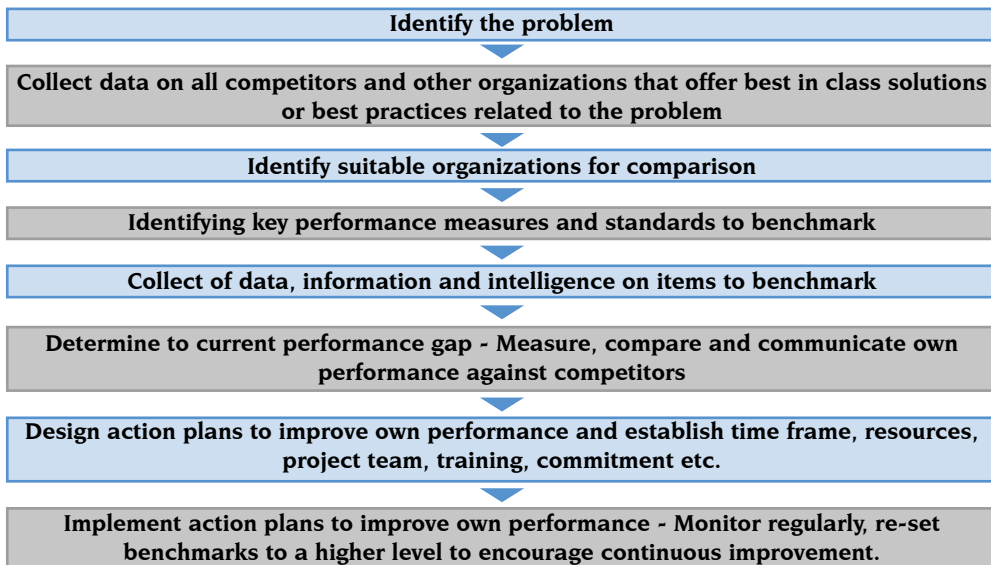 Identify the problem
Collect data on all competitors and other organizations that offer best in class solutions
or best practices related to the problem
Identify suitable organizations for comparison
Identifying key performance measures and standards to benchmark
Collect of data, information and intelligence on items to benchmark
Determine to current performance gap - Measure, compare and communicate own
performance against competitors
Design action plans to improve own performance and establish time frame, resources,
project team, training, commitment etc.
Implement action plans to improve own performance - Monitor regularly, re-set
benchmarks to a higher level to encourage continuous improvement.